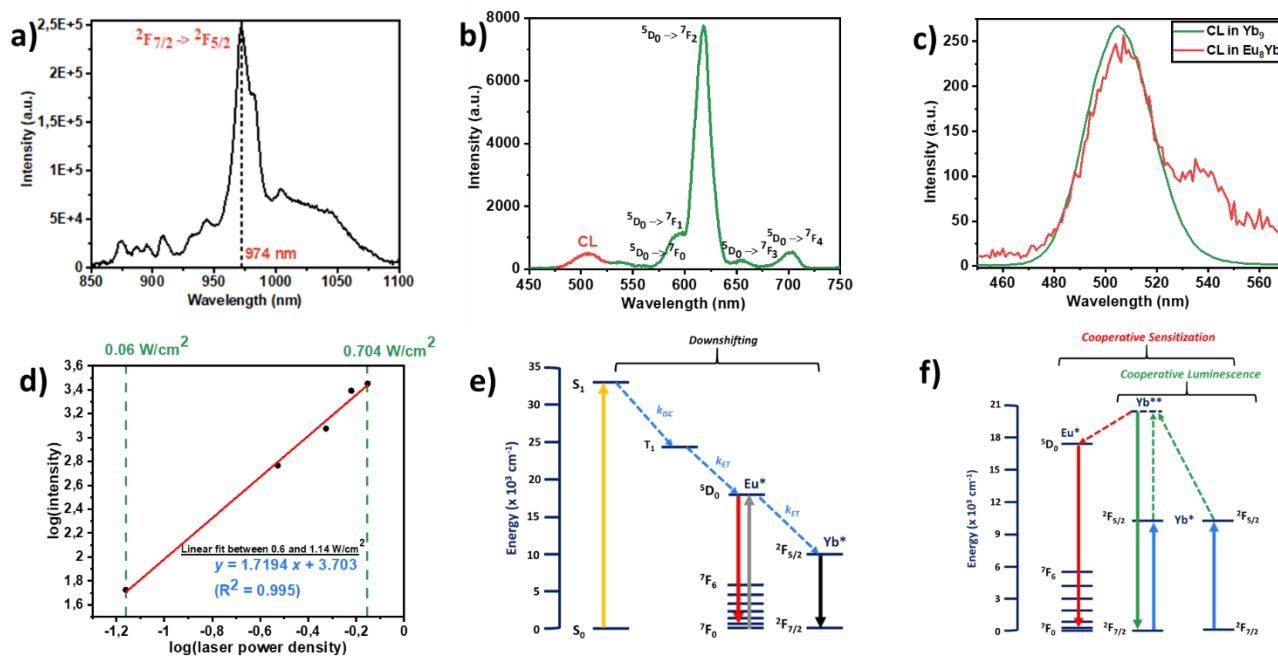 a)
2,5E+5
2E+5
1,5E+5
1E+5
5E+4
0
²F₇/₂ -> ²F₅/₂
974 nm
850 900 950 1000 1050 1100
Wavelength (nm)
Intensity (a.u.)
b)
8000
6000
4000
2000
0
⁵D₀ → ⁷F₂
⁵D₀ → ⁷F₁
⁵D₀ → ⁷F₀
⁵D₀ → ⁷F₃
⁵D₀ → ⁷F₄
CL
450 500 550 600 650 700 750
Wavelength (nm)
Intensity (a.u.)
c)
CL in Yb₉
CL in Eu₈Yb
250
200
150
100
50
0
460 480 500 520 540 560
Wavelength (nm)
Intensity (a.u.)
0.06 W/cm²
0.704 W/cm²
d)
3,6
3,4
3,2
3,0
2,8
2,6
2,4
2,2
2,0
1,8
1,6
Linear fit between 0.6 and 1.14 W/cm²
y = 1.7194 x + 3.703
(R² = 0.995)
-1,2 -1,0 -0,8 -0,6 -0,4 -0,2 0
log(laser power density)
log(intensity)
e)
Downshifting
35
30
25
20
15
10
5
0
Energy (x 10³ cm⁻¹)
S₁
k_ISC
T₁
k_ET
⁵D₀
Eu*
k_ET
Yb*
²F₅/₂
⁷F₆
⁷F₀
²F₇/₂
S₀
f)
Cooperative Sensitization
Cooperative Luminescence
21
18
15
12
9
6
3
0
Energy (x 10³ cm⁻¹)
Yb**
Eu*
⁵D₀
²F₅/₂
Yb*
²F₅/₂
⁷F₆
⁷F₀
²F₇/₂
²F₇/₂